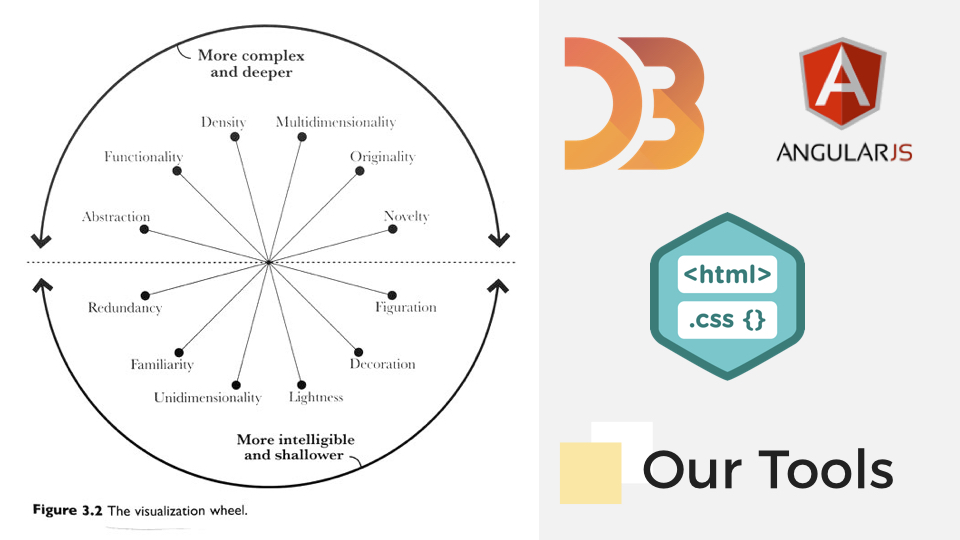 More complex
and deeper
Density
Multidimensionality
Functionality
Originality
Abstraction
Novelty
Redundancy
Figuration
Familiarity
Decoration
Unidimensionality
Lightness
More intelligible
and shallower
Figure 3.2 The visualization wheel.
D3
A
ANGULARJS
<html>
.css {}
Our Tools